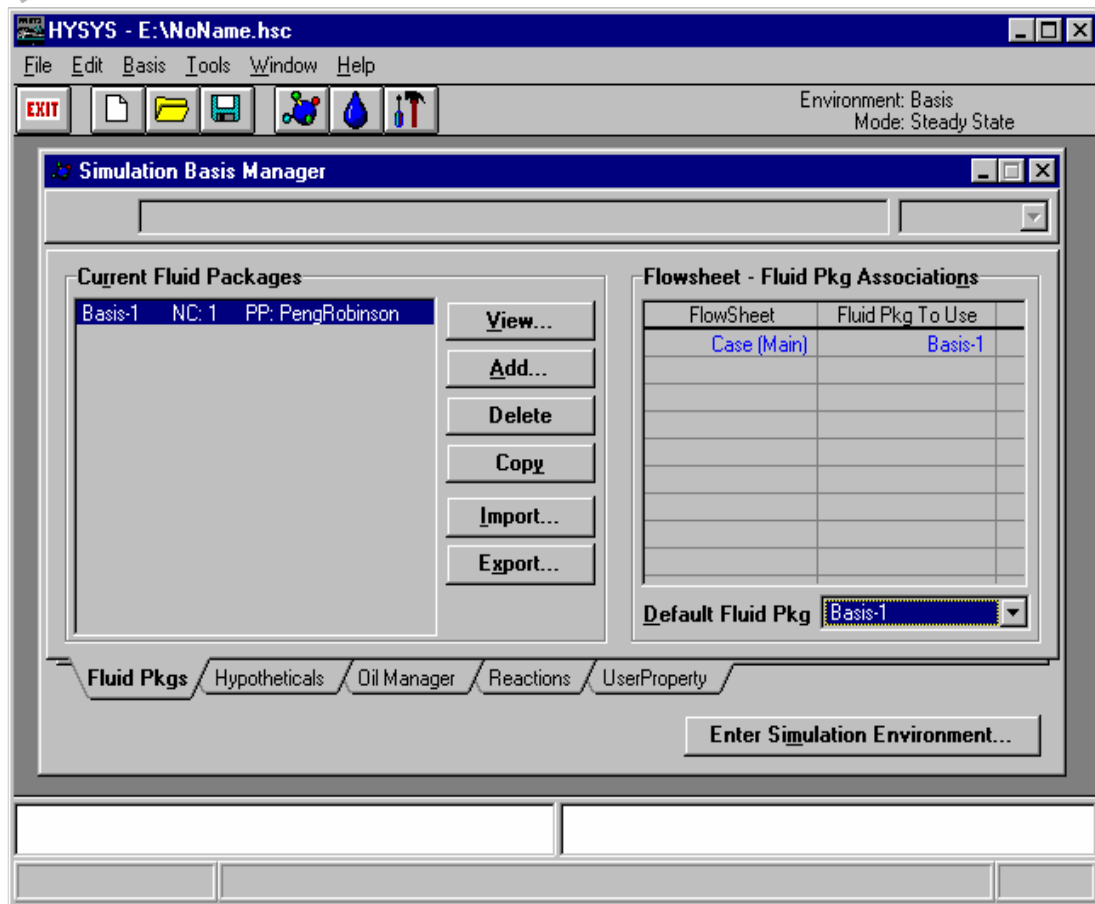 HYSYS - E:\NoName.hsc
File Edit Basis Tools Window Help
EXIT
Environment: Basis
Mode: Steady State
Simulation Basis Manager
Current Fluid Packages
Basis-1 NC: 1 PP: PengRobinson
View...
Add...
Delete
Copy
Import...
Export...
Flowsheet - Fluid Pkg Associations
FlowSheet Fluid Pkg To Use
Case (Main) Basis-1
Default Fluid Pkg Basis-1
Fluid Pkgs Hypotheticals Oil Manager Reactions UserProperty
Enter Simulation Environment...